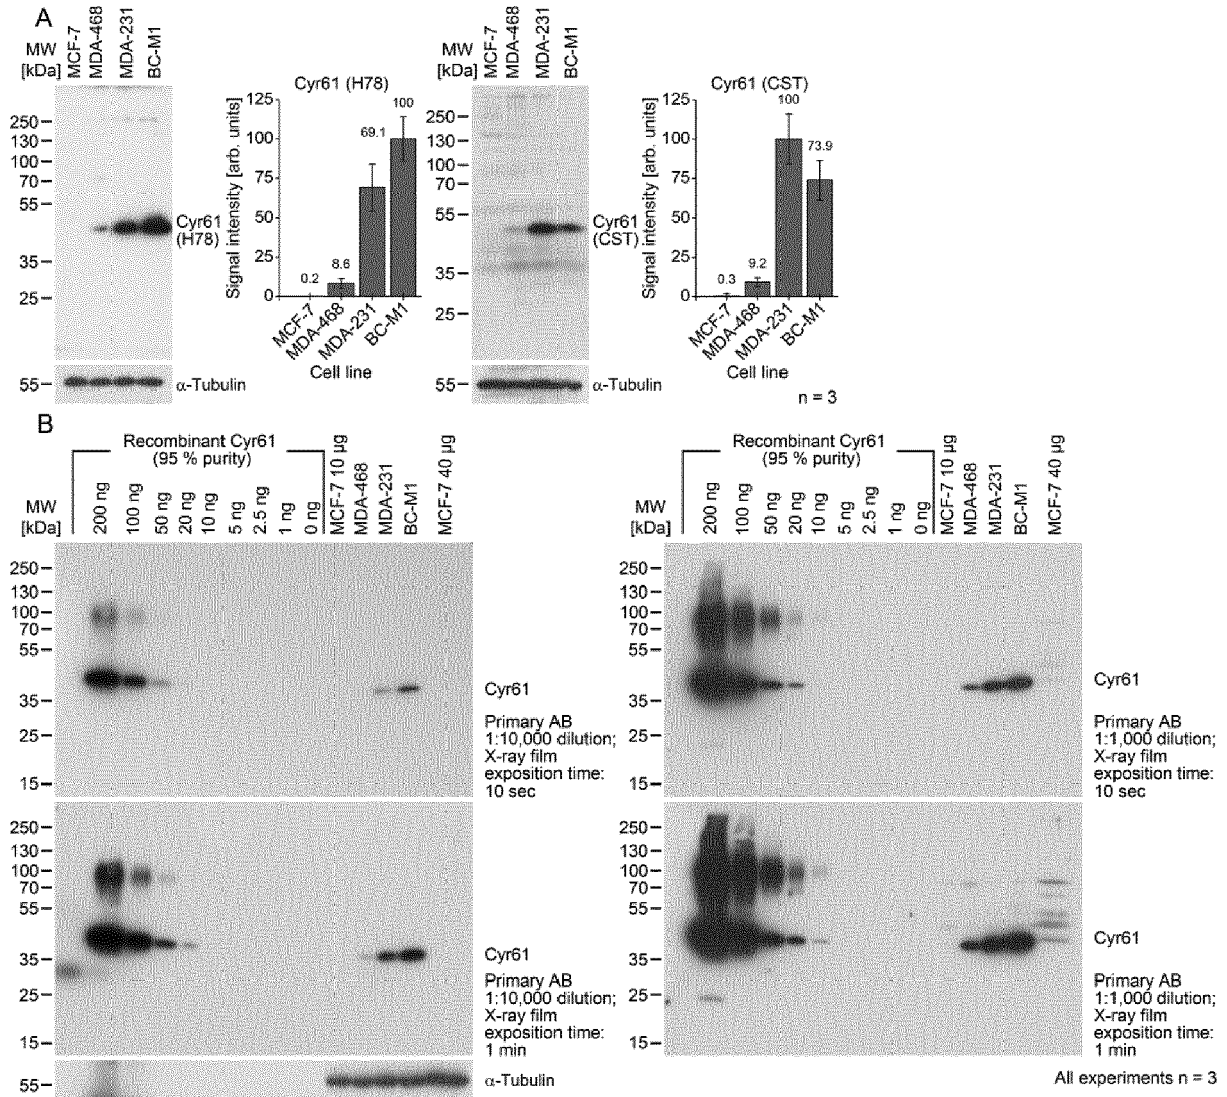 A
MW
[kDa]
MCF-7
MDA-468
MDA-231
BC-M1
250
130
100
70
55
35
25
55
Cyr61
(H78)
α-Tubulin
Cyr61 (H78)
Signal intensity [arb. units]
125
100
75
50
25
0
0.2
8.6
69.1
100
MCF-7
MDA-468
MDA-231
BC-M1
Cell line
MW
[kDa]
MCF-7
MDA-468
MDA-231
BC-M1
250
130
100
70
55
35
25
55
Cyr61
(CST)
α-Tubulin
Cyr61 (CST)
Signal intensity [arb. units]
125
100
75
50
25
0
0.3
9.2
100
73.9
MCF-7
MDA-468
MDA-231
BC-M1
Cell line
n = 3
B
Recombinant Cyr61
(95 % purity)
MW
[kDa]
200 ng
100 ng
50 ng
20 ng
10 ng
5 ng
2.5 ng
1 ng
0 ng
MCF-7 10 µg
MDA-468
MDA-231
BC-M1
MCF-7 40 µg
250
130
100
70
55
35
25
15
Cyr61
Primary AB
1:10,000 dilution;
X-ray film
exposition time:
10 sec
250
130
100
70
55
35
25
15
Cyr61
Primary AB
1:10,000 dilution;
X-ray film
exposition time:
1 min
55
α-Tubulin
Recombinant Cyr61
(95 % purity)
MW
[kDa]
200 ng
100 ng
50 ng
20 ng
10 ng
5 ng
2.5 ng
1 ng
0 ng
MCF-7 10 µg
MDA-468
MDA-231
BC-M1
MCF-7 40 µg
250
130
100
70
55
35
25
15
Cyr61
Primary AB
1:1,000 dilution;
X-ray film
exposition time:
10 sec
250
130
100
70
55
35
25
15
Cyr61
Primary AB
1:1,000 dilution;
X-ray film
exposition time:
1 min
All experiments n = 3